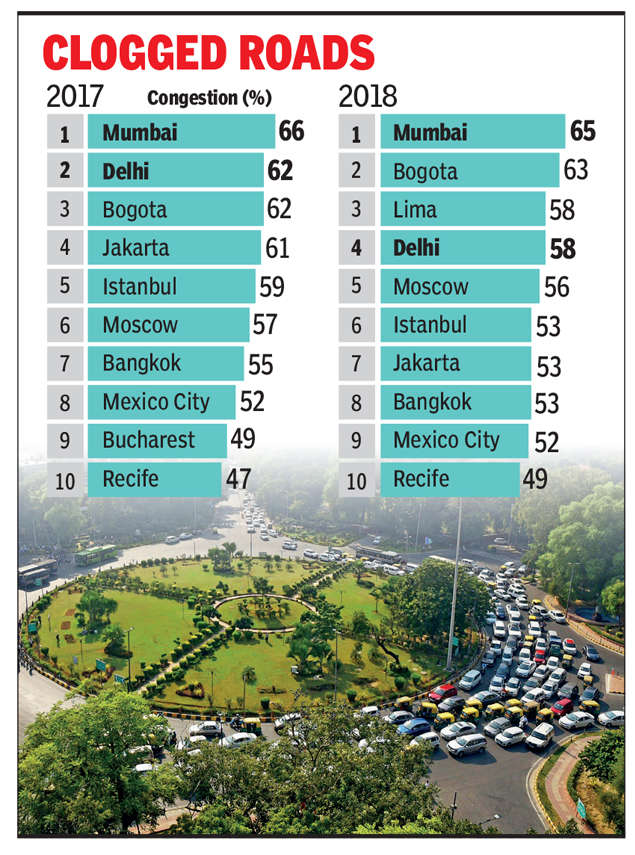 CLOGGED ROADS
2017 Congestion (%)
1 Mumbai 66
2 Delhi 62
3 Bogota 62
4 Jakarta 61
5 Istanbul 59
6 Moscow 57
7 Bangkok 55
8 Mexico City 52
9 Bucharest 49
10 Recife 47
2018
1 Mumbai 65
2 Bogota 63
3 Lima 58
4 Delhi 58
5 Moscow 56
6 Istanbul 53
7 Jakarta 53
8 Bangkok 53
9 Mexico City 52
10 Recife 49